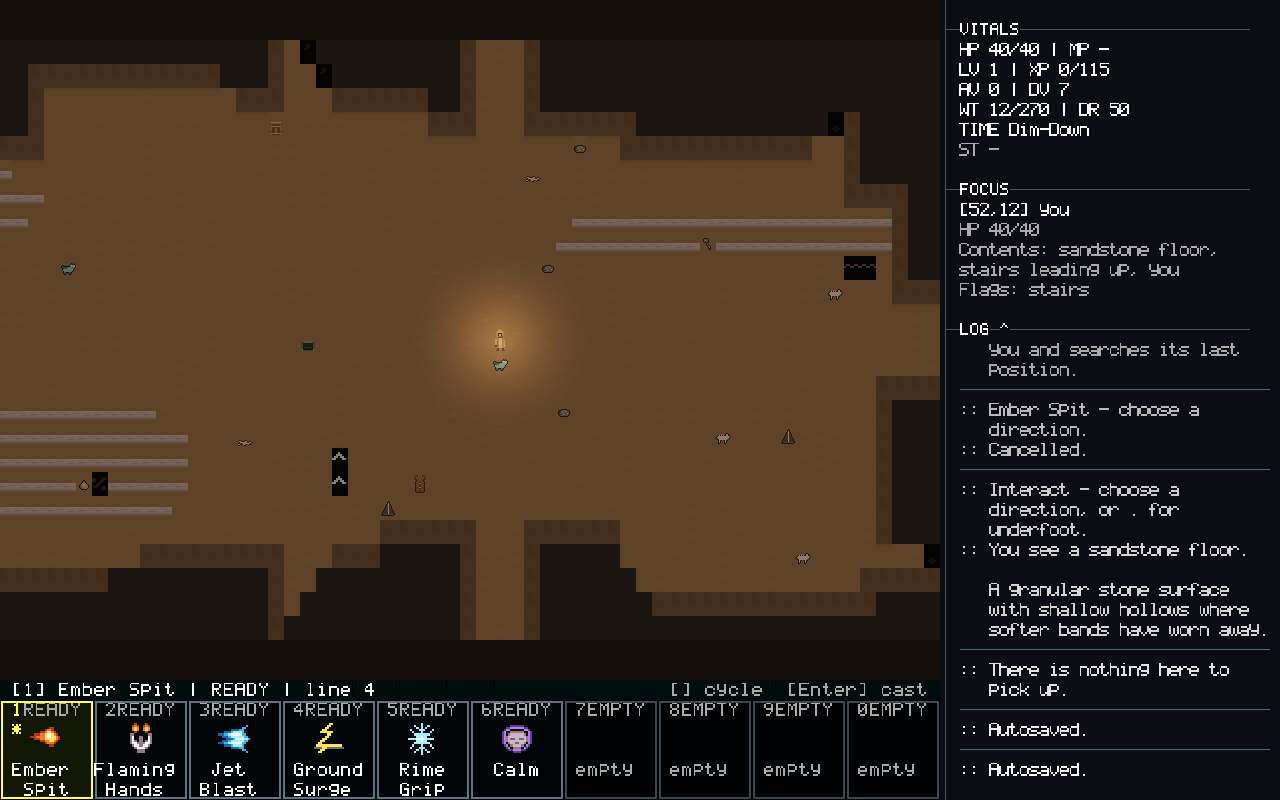 VITALS
HP 40/40 | MP -
LV 1 | XP 0/115
AV 0 | DV 7
WT 12/270 | DR 50
TIME Dim-Down
ST -
FOCUS
[52,12] You
HP 40/40
Contents: sandstone floor,
stairs leading up, You
Flags: stairs
LOG ^
You and searches its last
Position.
:: Ember Spit - choose a
direction.
:: Cancelled.
:: Interact - choose a
direction, or . for
underfoot.
:: You see a sandstone floor.
A granular stone surface
with shallow hollows where
softer bands have worn away.
:: There is nothing here to
Pick up.
:: Autosaved.
:: Autosaved.
[1] Ember Spit | READY | line 4
[] cycle [Enter] cast
1READY 2READY 3READY 4READY 5READY 6READY 7EMPTY 8EMPTY 9EMPTY 0EMPTY
*
Ember Flaming Jet Ground Rime Calm empty empty empty empty
Spit Hands Blast Surge Grip